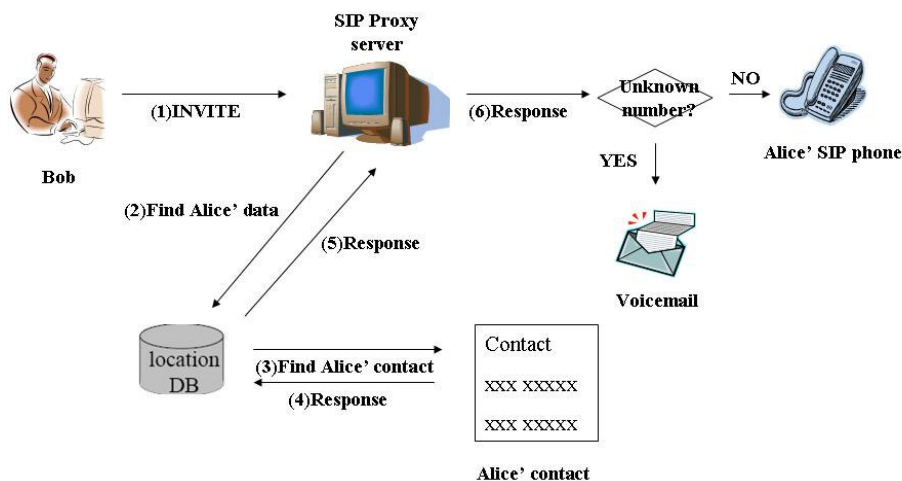 SIP Proxy
server
(1)INVITE
(6)Response
Unknown
number?
NO
YES
Bob
Alice’ SIP phone
(2)Find Alice’ data
(5)Response
Voicemail
location
DB
(3)Find Alice’ contact
(4)Response
Contact
XXX XXXXX
XXX XXXXX
Alice’ contact